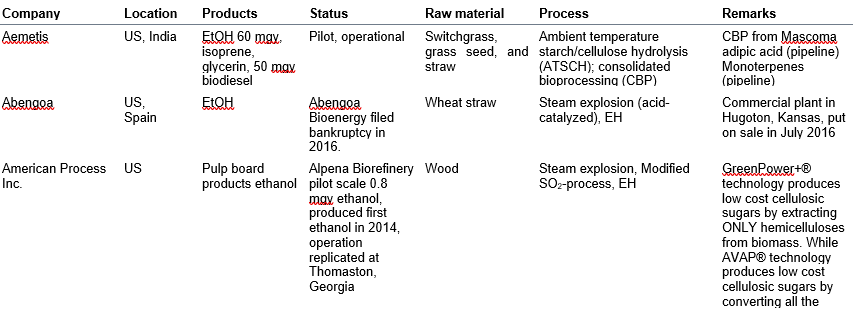 Company Location Products Status Raw material Process Remarks
Aemetis US, India EtOH 60 mgy, Pilot, operational Switchgrass, Ambient temperature CBP from Mascoma
isoprene, grass seed, and starch/cellulose hydrolysis adipic acid (pipeline)
glycerin, 50 mgy straw (ATSCH); consolidated Monoterpenes
biodiesel bioprocessing (CBP) (pipeline)
Abengoa US, EtOH Abengoa Wheat straw Steam explosion (acid- Commercial plant in
Spain Bioenergy filed catalyzed), EH Hugoton, Kansas, put
bankruptcy in on sale in July 2016
2016.
American Process US Pulp board Alpena Biorefinery Wood Steam explosion, Modified GreenPower+®
Inc. products ethanol pilot scale 0.8 SO₂-process, EH technology produces
mgy ethanol, low cost cellulosic
produced first sugars by extracting
ethanol in 2014, ONLY hemicelluloses
operation from biomass. While
replicated at AVAP® technology
Thomaston, produces low cost
Georgia cellulosic sugars by
converting all the